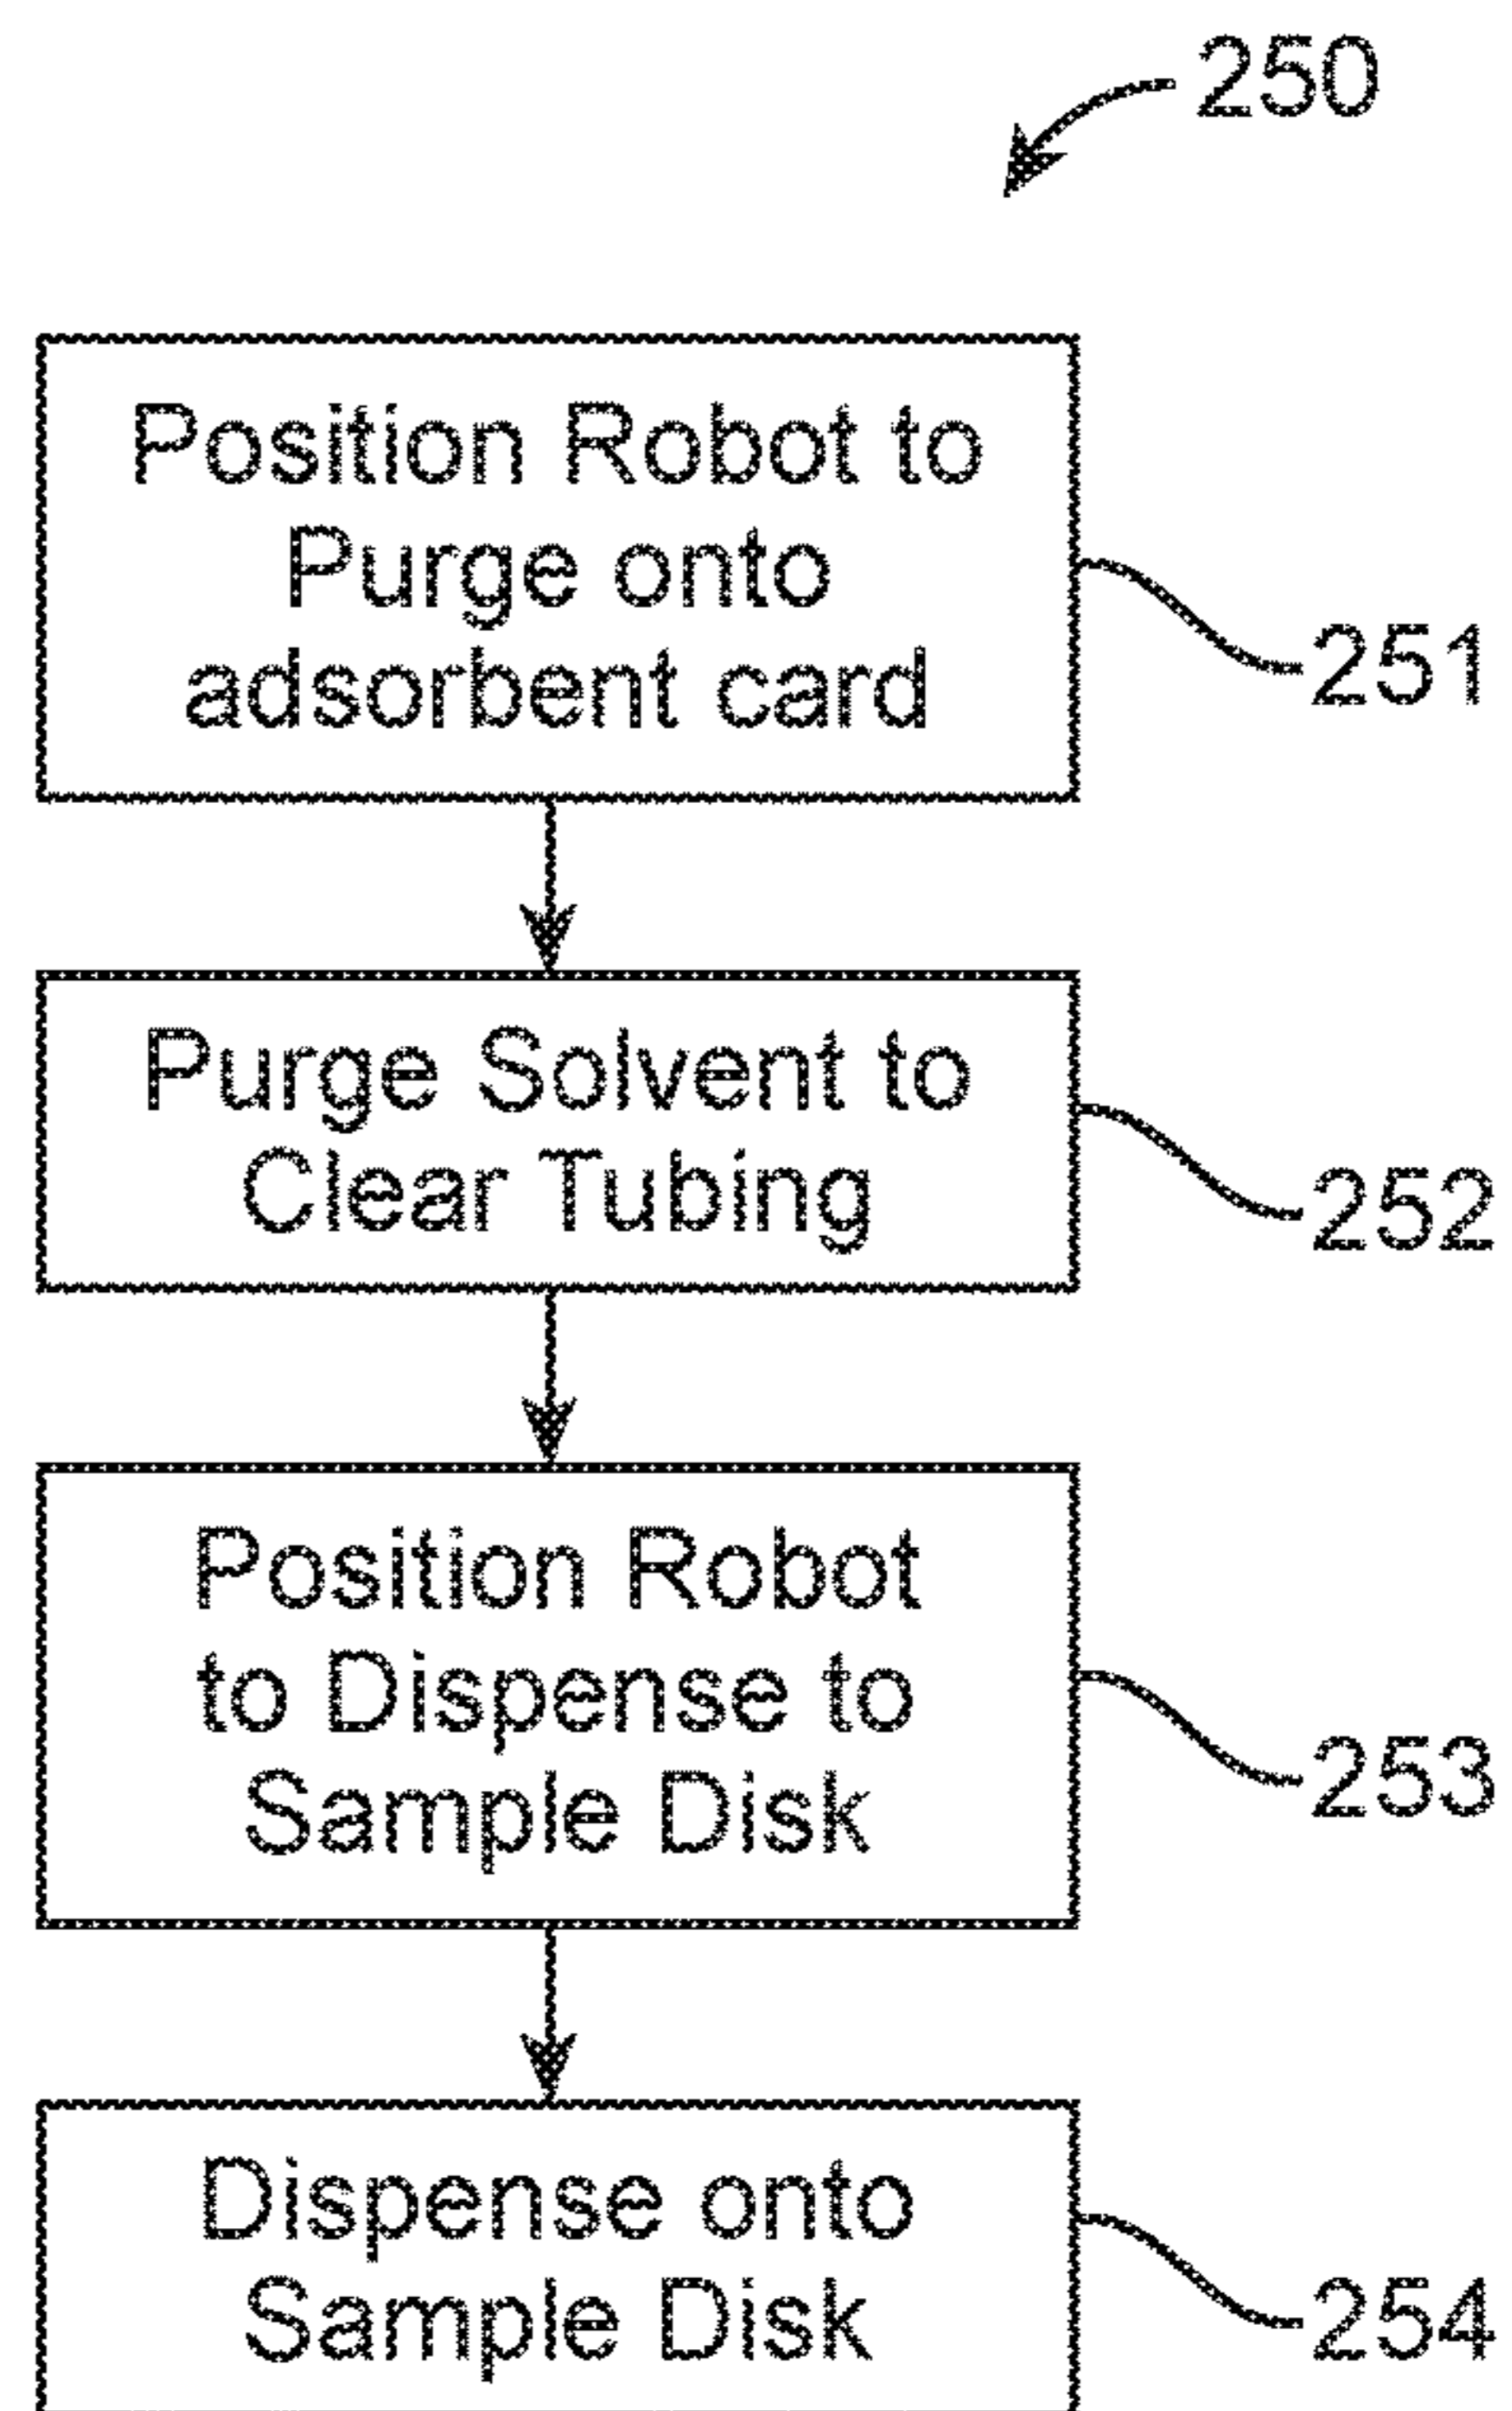 250
Position Robot to
Purge onto
adsorbent card
251
Purge Solvent to
Clear Tubing
252
Position Robot
to Dispense to
Sample Disk
253
Dispense onto
Sample Disk
254